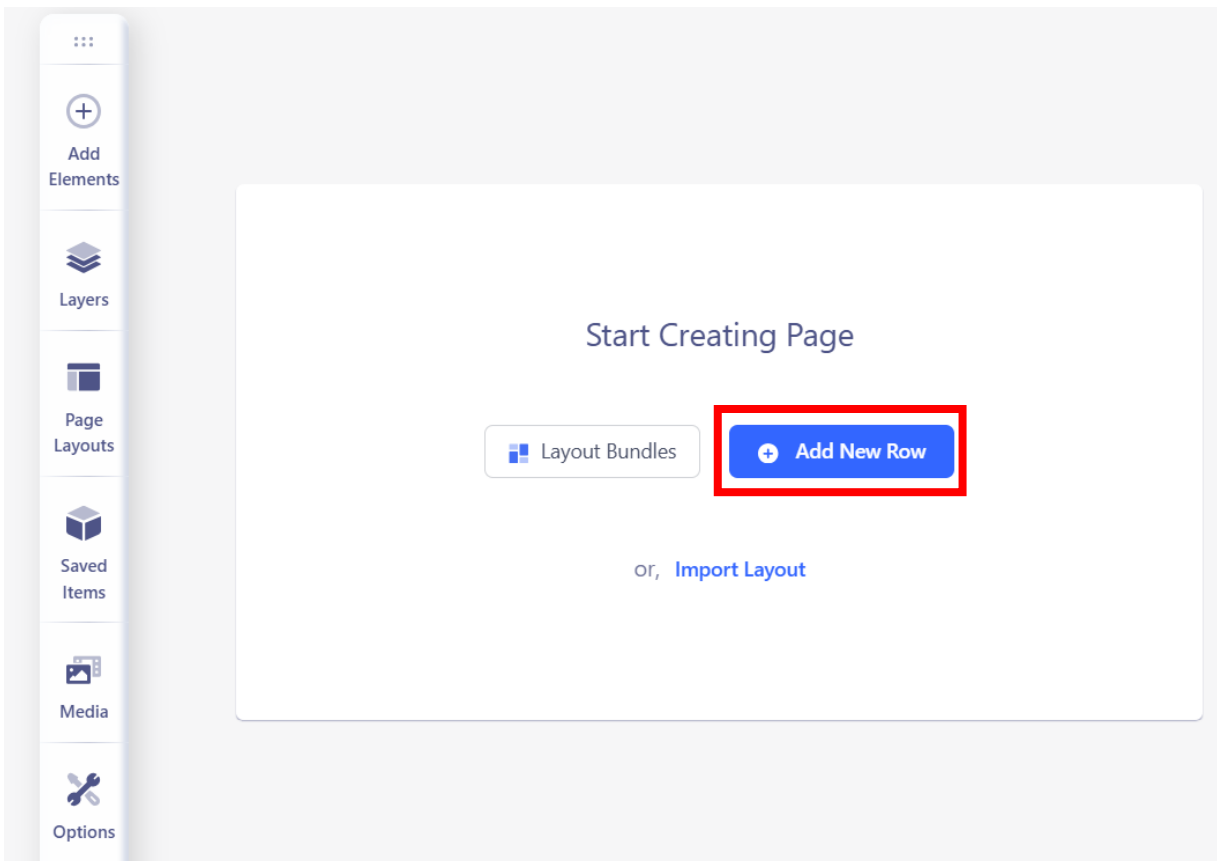 Add
Elements
Layers
Page
Layouts
Saved
Items
Media
Options
Start Creating Page
Layout Bundles
Add New Row
or, Import Layout